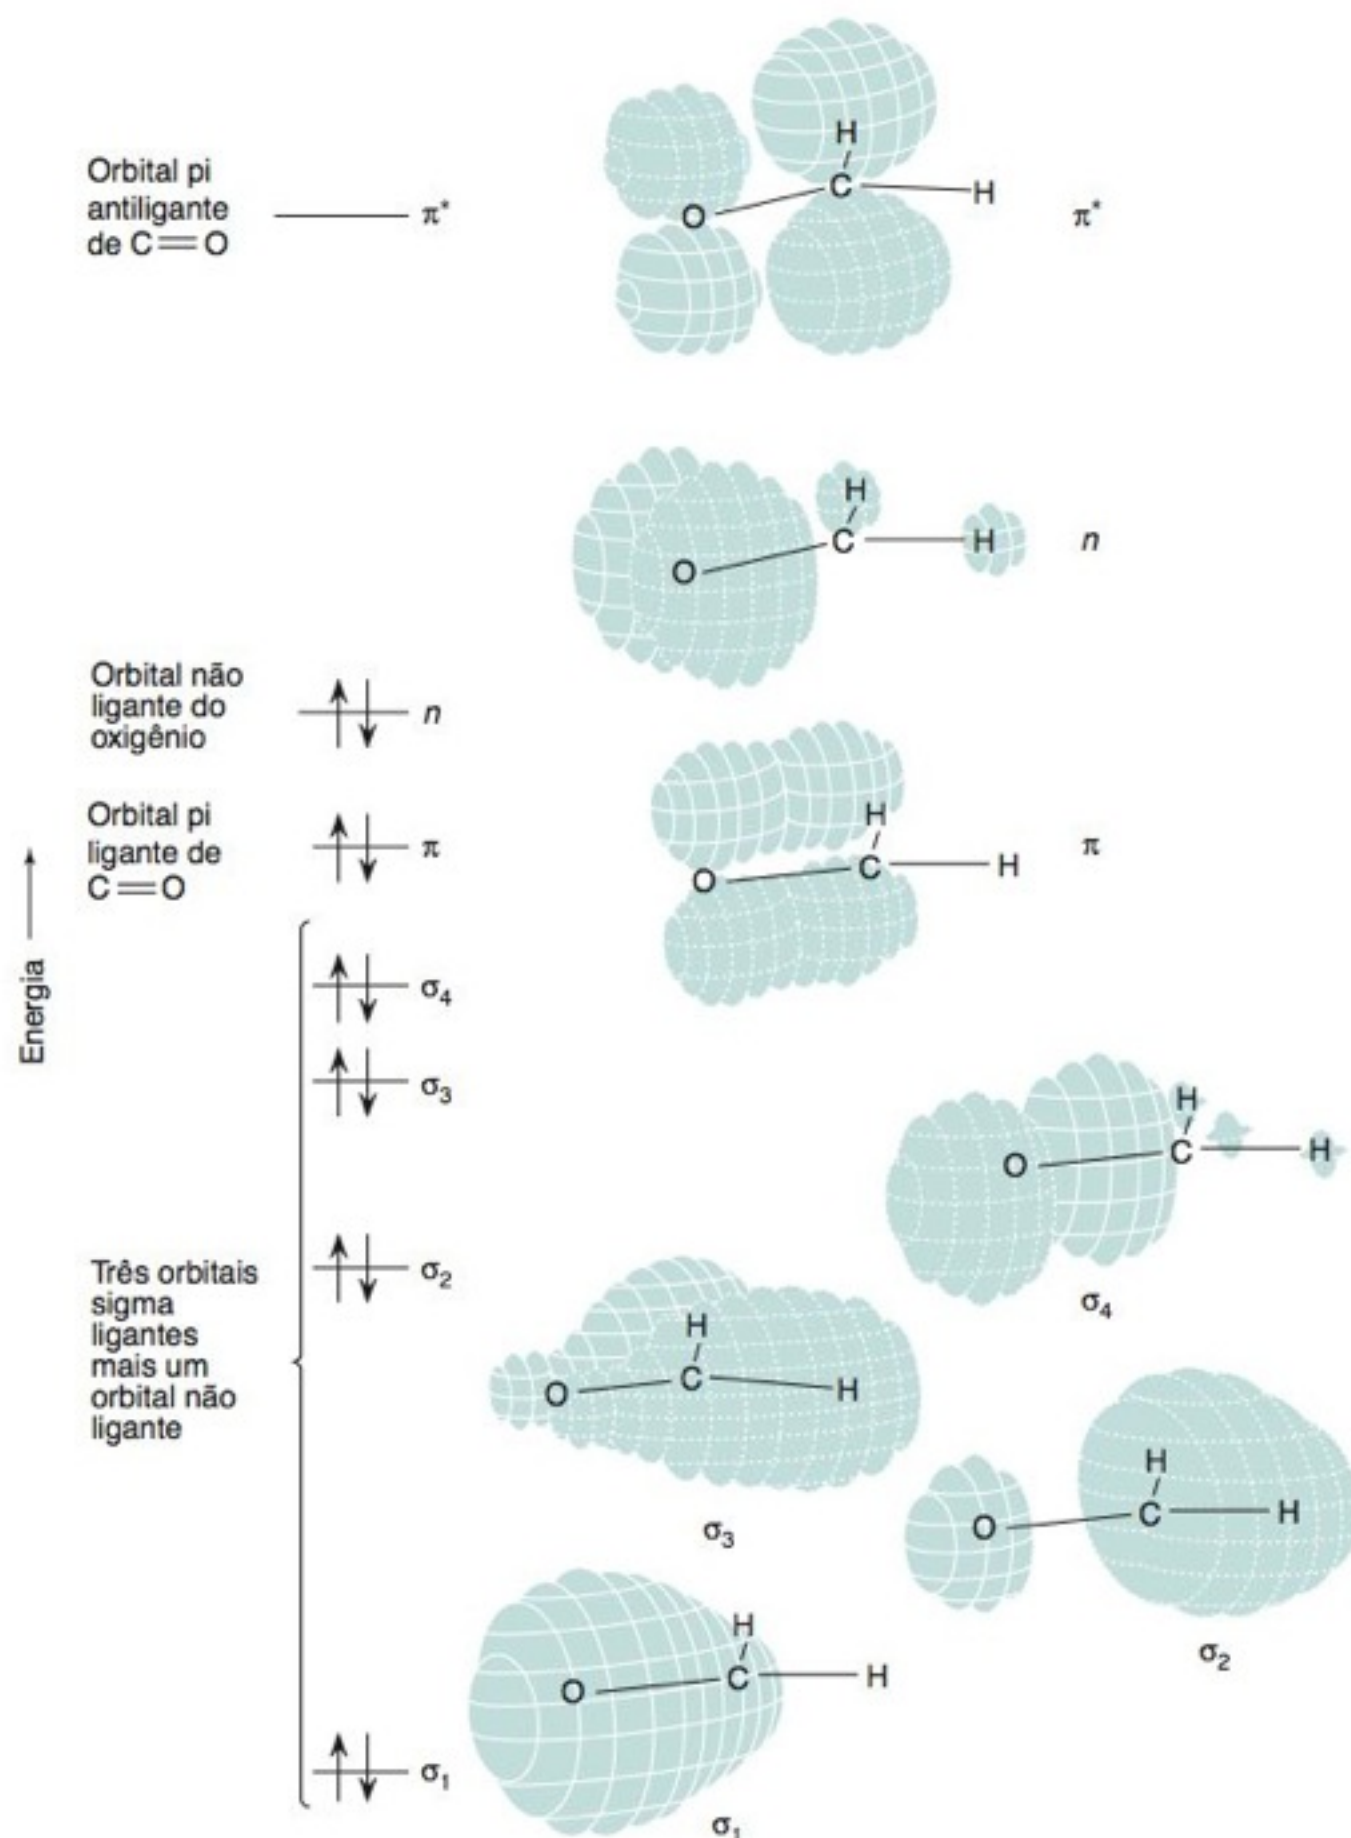 Orbital pi
antiligante
de C═O
π*
O
C
H
H
π*
O
C
H
H
n
Orbital não
ligante do
oxigênio
n
Orbital pi
ligante de
C═O
π
O
C
H
H
π
Energia
σ4
σ3
O
C
H
H
σ4
σ2
Três orbitais
sigma
ligantes
mais um
orbital não
ligante
O
C
H
H
σ3
O
C
H
H
σ2
O
C
H
H
σ1
σ1